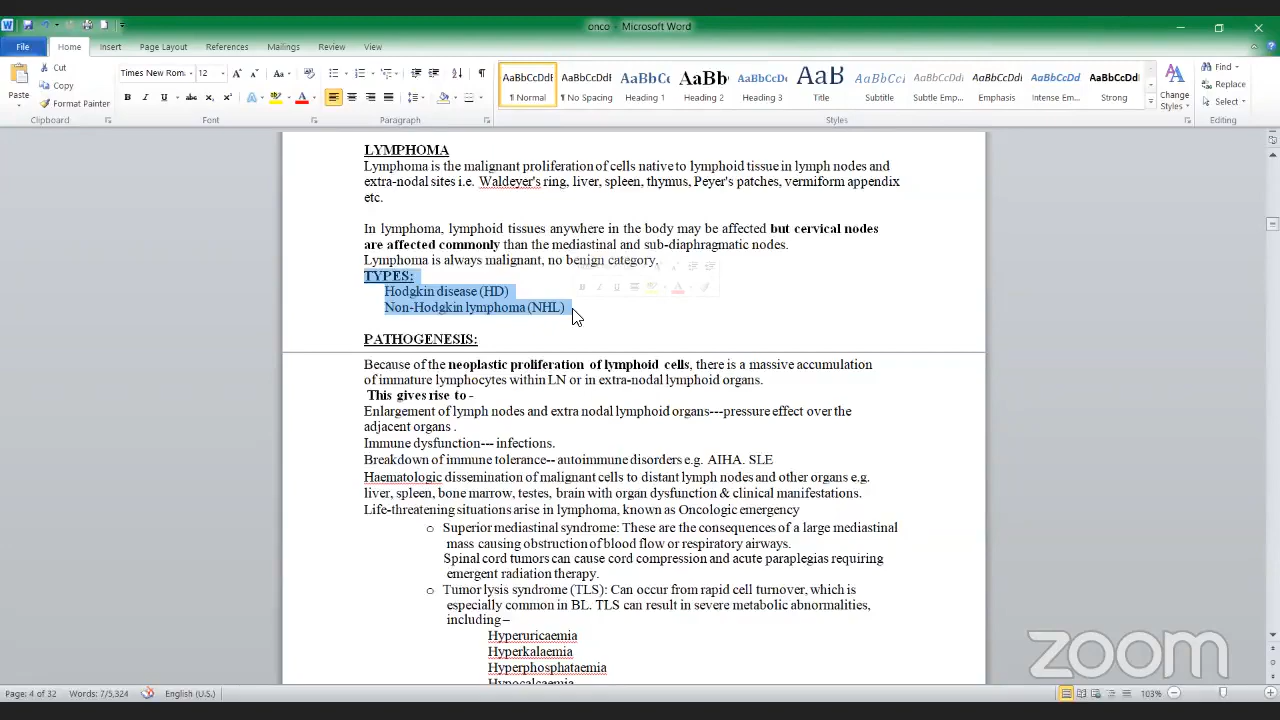 onco - Microsoft Word
File Home Insert Page Layout References Mailings Review View
Paste Cut Copy Format Painter
Times New Rom 12
AaBbCcDdE AaBbCcDdE AaBbCc AaBb AaBbCcDc AaB AaBbCcL AaBbCcDd AaBbCcDd AaBbCcDd AaBbCcDd
¶ Normal ¶ No Spacing Heading 1 Heading 2 Heading 3 Title Subtitle Subtle Emp... Emphasis Intense Em... Strong
Change Styles
Find Replace Select
Clipboard Font Paragraph Styles Editing
LYMPHOMA
Lymphoma is the malignant proliferation of cells native to lymphoid tissue in lymph nodes and
extra-nodal sites i.e. Waldeyer's ring, liver, spleen, thymus, Peyer's patches, vermiform appendix
etc.
In lymphoma, lymphoid tissues anywhere in the body may be affected but cervical nodes
are affected commonly than the mediastinal and sub-diaphragmatic nodes.
Lymphoma is always malignant, no benign category.
TYPES:
Hodgkin disease (HD)
Non-Hodgkin lymphoma (NHL)
PATHOGENESIS:
Because of the neoplastic proliferation of lymphoid cells, there is a massive accumulation
of immature lymphocytes within LN or in extra-nodal lymphoid organs.
This gives rise to -
Enlargement of lymph nodes and extra nodal lymphoid organs---pressure effect over the
adjacent organs .
Immune dysfunction--- infections.
Breakdown of immune tolerance-- autoimmune disorders e.g. AIHA. SLE
Haematologic dissemination of malignant cells to distant lymph nodes and other organs e.g.
liver, spleen, bone marrow, testes, brain with organ dysfunction & clinical manifestations.
Life-threatening situations arise in lymphoma, known as Oncologic emergency
o Superior mediastinal syndrome: These are the consequences of a large mediastinal
mass causing obstruction of blood flow or respiratory airways.
Spinal cord tumors can cause cord compression and acute paraplegias requiring
emergent radiation therapy.
o Tumor lysis syndrome (TLS): Can occur from rapid cell turnover, which is
especially common in BL. TLS can result in severe metabolic abnormalities,
including –
Hyperuricaemia
Hyperkalaemia
Hyperphosphataemia
Hypocalcaemia
zoom
Page: 4 of 32 Words: 7/5,324 English (U.S.) 103%